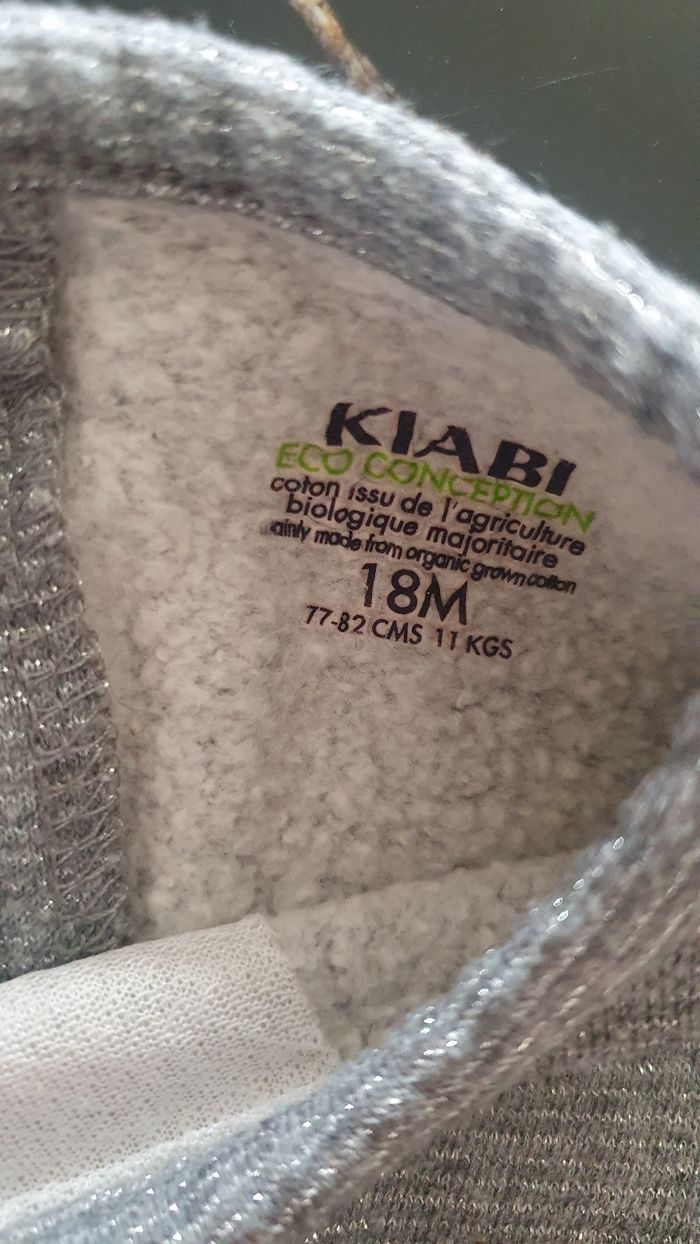 KIABI
ECO CONCEPTION
coton issu de l'agriculture
biologique majoritaire
ainly made from organic grown cotton
18M
77-82 CMS 11 KGS